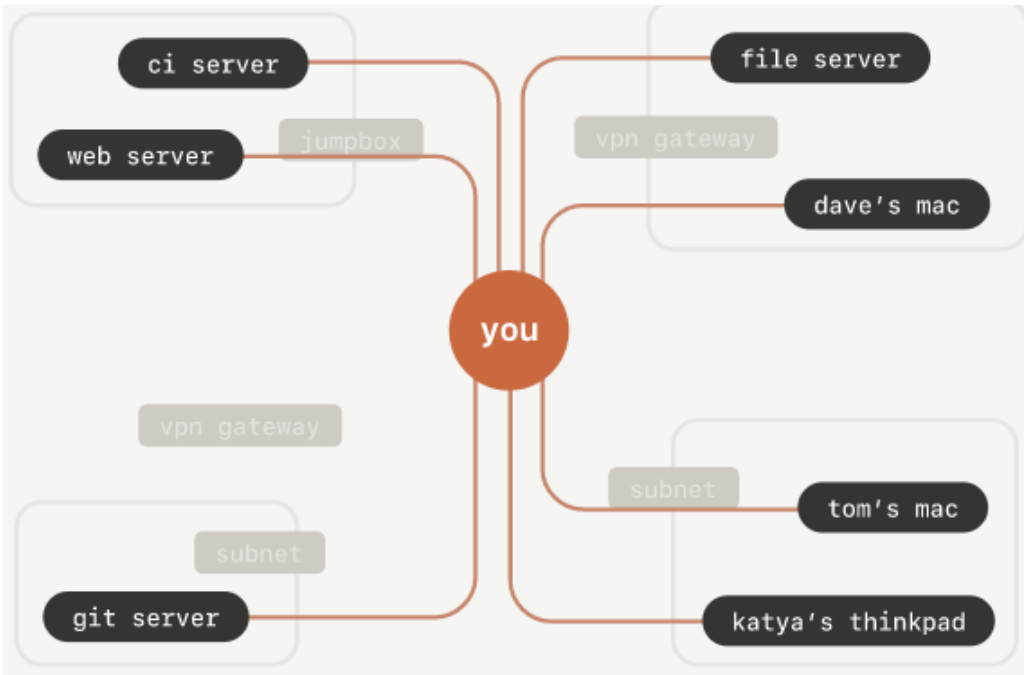 ci server
file server
jumpbox
vpn gateway
web server
dave’s mac
you
vpn gateway
subnet
tom’s mac
subnet
git server
katya’s thinkpad